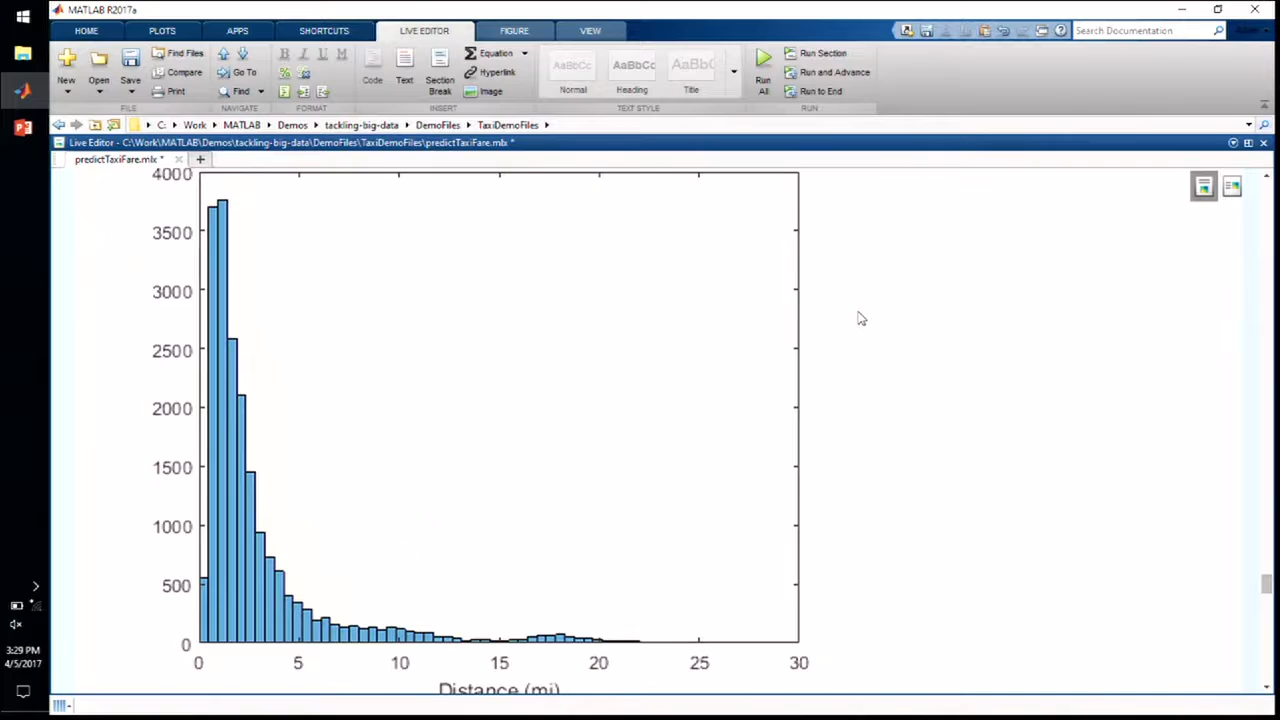 MATLAB R2017a
HOME PLOTS APPS SHORTCUTS LIVE EDITOR FIGURE VIEW
Search Documentation
New Open Save Find Files Compare Print
FILE
Go To Find
NAVIGATE
B I U M
FORMAT
Code Text Section Break Equation Hyperlink Image
INSERT
AaBbCc AaBbCc AaBbC
Normal Heading Title
TEXT STYLE
Run All Run Section Run and Advance Run to End
RUN
C: Work MATLAB Demos tackling-big-data DemoFiles TaxiDemoFiles
Live Editor - C:\Work\MATLAB\Demos\tackling-big-data\DemoFiles\TaxiDemoFiles\predictTaxiFare.mlx *
predictTaxiFare.mlx *
4000
3500
3000
2500
2000
1500
1000
500
0
0 5 10 15 20 25 30
Distance (mi)
3:29 PM
4/5/2017